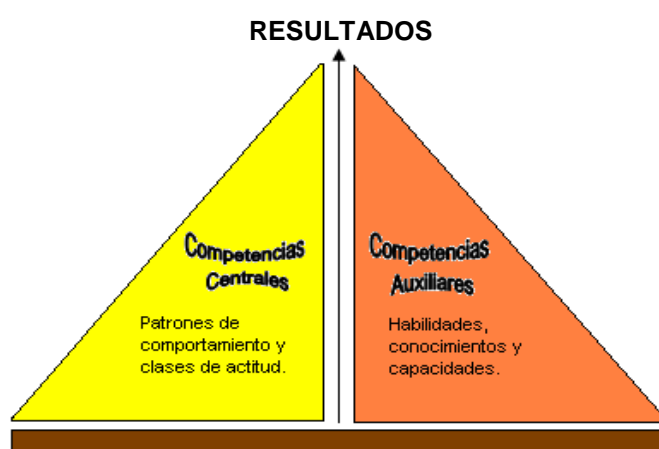 RESULTADOS
Competencias
Centrales
Patrones de
comportamiento y
clases de actitud.
Competencias
Auxiliares
Habilidades,
conocimientos y
capacidades.